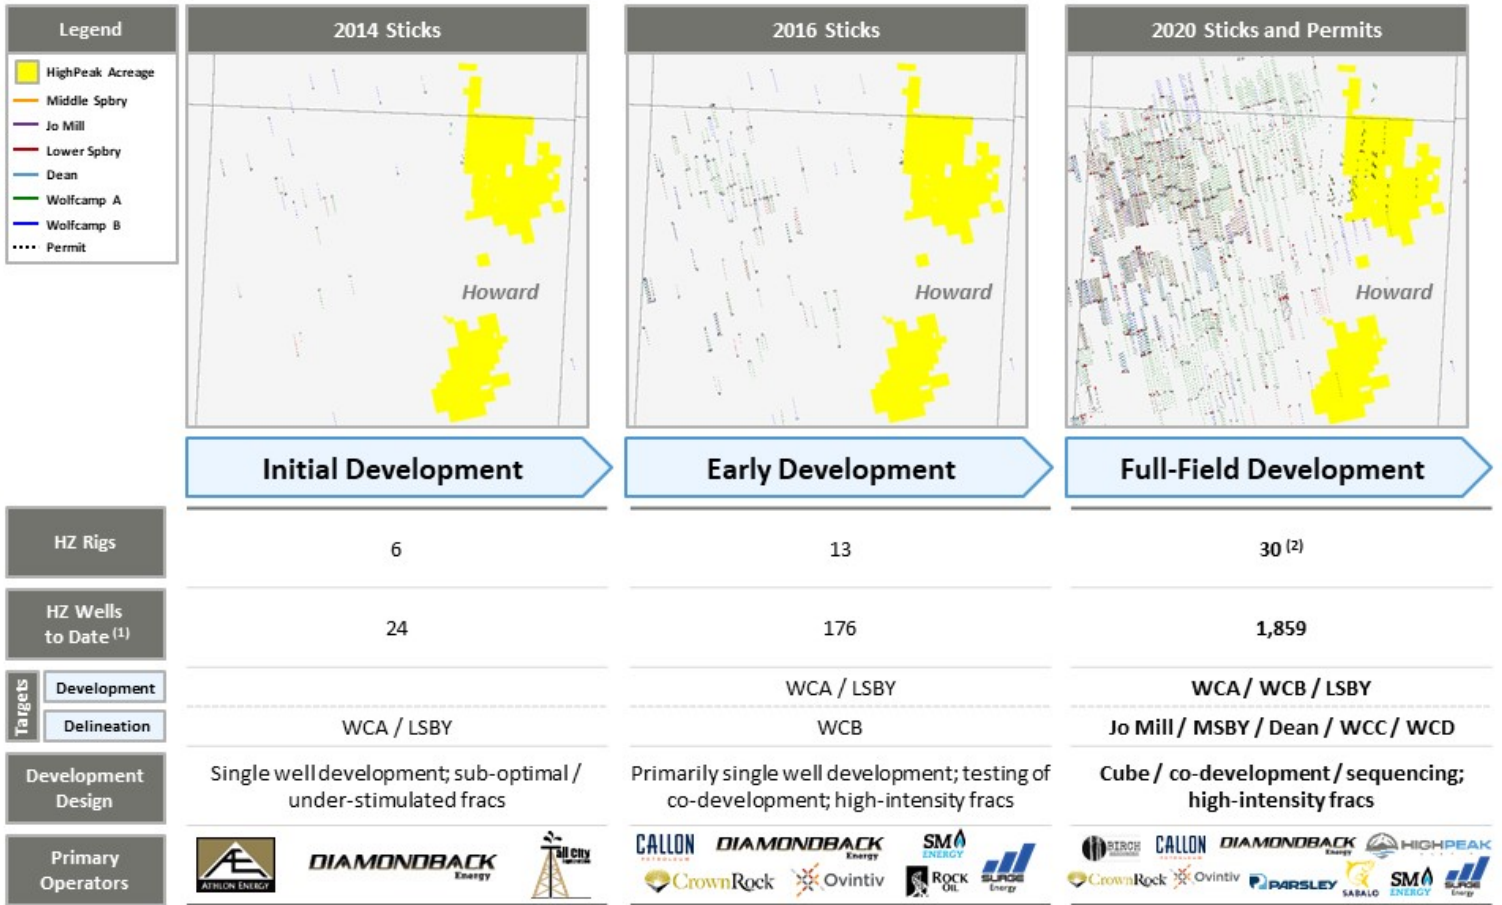 Legend
HighPeak Acreage
Middle Spbry
Jo Mill
Lower Spbry
Dean
Wolfcamp A
Wolfcamp B
Permit
2014 Sticks
2016 Sticks
2020 Sticks and Permits
Howard
Howard
Howard
Initial Development
Early Development
Full-Field Development
HZ Rigs
6
13
30 (2)
HZ Wells
to Date (1)
24
176
1,859
Targets
Development
WCA / LSBY
WCA / WCB / LSBY
Delineation
WCA / LSBY
WCB
Jo Mill / MSBY / Dean / WCC / WCD
Development
Design
Single well development; sub-optimal /
under-stimulated fracs
Primarily single well development; testing of
co-development; high-intensity fracs
Cube / co-development / sequencing;
high-intensity fracs
Primary
Operators
AE
ATHLON ENERGY
DIAMONDBACK
Energy
Tall City
CALLON
PETROLEUM
DIAMONDBACK
Energy
SM
ENERGY
CrownRock
Ovintiv
ROCK
OIL
SURGE
Energy
BIRCH
CALLON
PETROLEUM
DIAMONDBACK
Energy
HIGHPEAK
CrownRock
Ovintiv
PARSLEY
SABALO
SM
ENERGY
SURGE
Energy